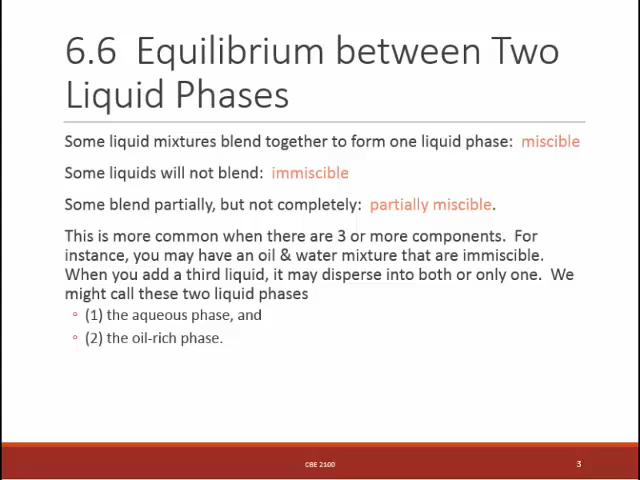 6.6 Equilibrium between Two
Liquid Phases
Some liquid mixtures blend together to form one liquid phase: miscible
Some liquids will not blend: immiscible
Some blend partially, but not completely: partially miscible.
This is more common when there are 3 or more components. For
instance, you may have an oil & water mixture that are immiscible.
When you add a third liquid, it may disperse into both or only one. We
might call these two liquid phases
◦ (1) the aqueous phase, and
◦ (2) the oil-rich phase.
CBE 2100
3